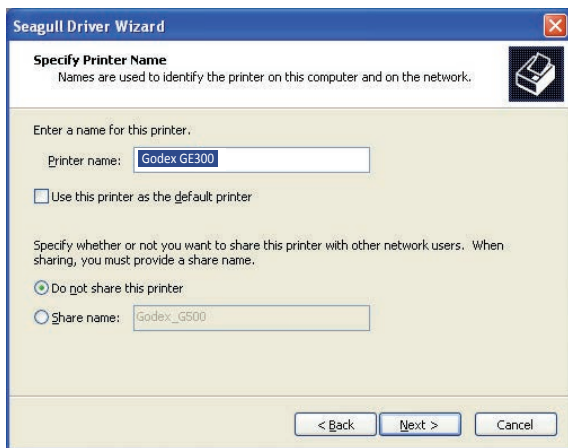 Seagull Driver Wizard
Specify Printer Name
Names are used to identify the printer on this computer and on the network.
Enter a name for this printer.
Printer name: Godex GE300
Use this printer as the default printer
Specify whether or not you want to share this printer with other network users. When
sharing, you must provide a share name.
Do not share this printer
Share name: Godex_G500
< Back Next > Cancel